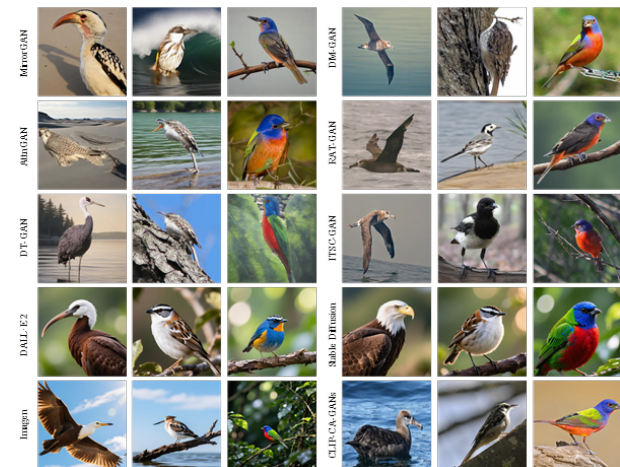 MirrorGAN
DM-GAN
AttnGAN
RAT-GAN
DT-GAN
ITSC-GAN
DALL·E 2
Stable Diffusion
Imagen
CLIP-CA-GANs